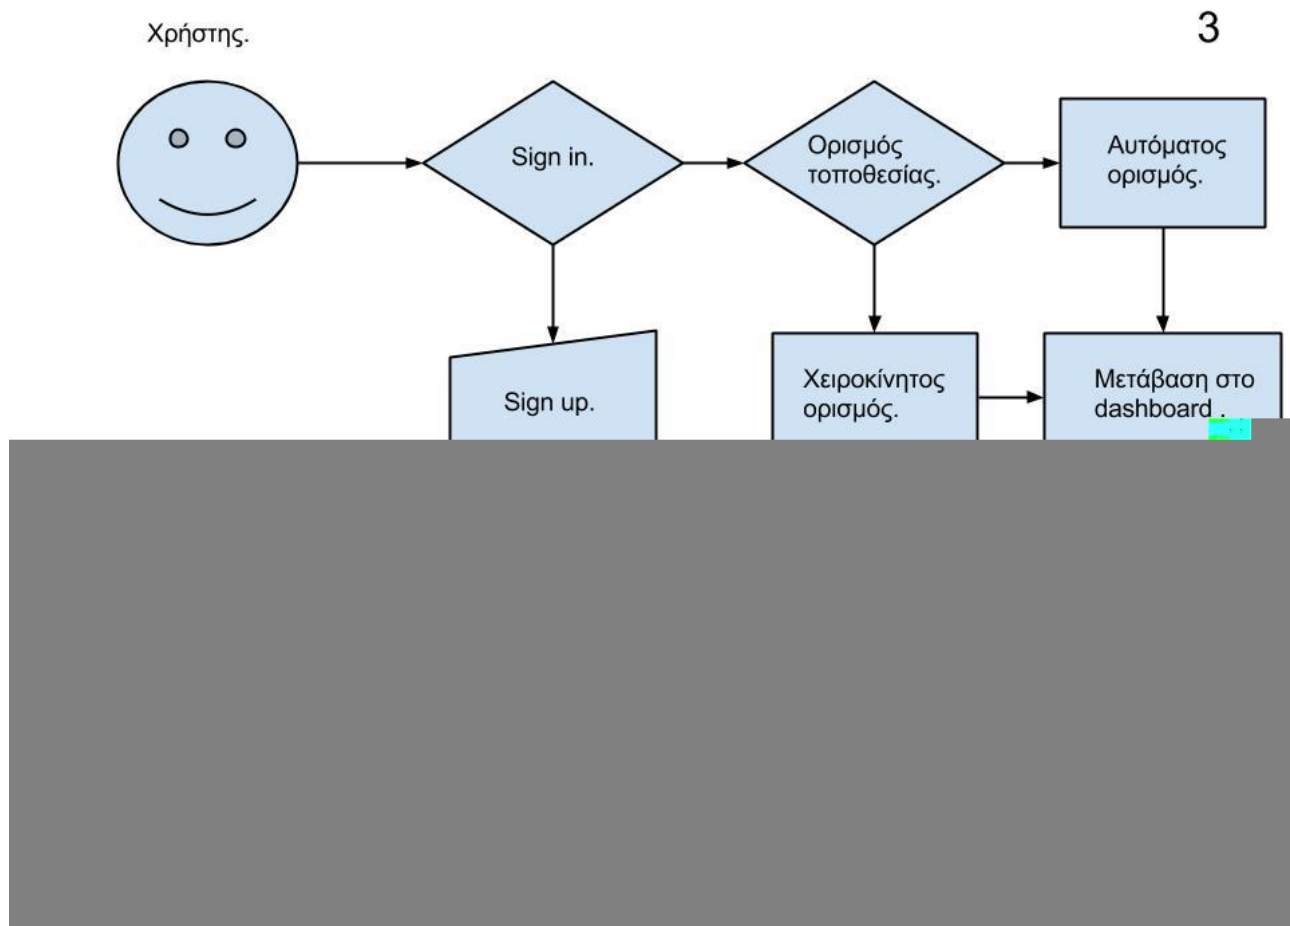 Χρήστης.
3
Sign in.
Ορισμός
τοποθεσίας.
Αυτόματος
ορισμός.
Sign up.
Χειροκίνητος
ορισμός.
Μετάβαση στο
dashboard .